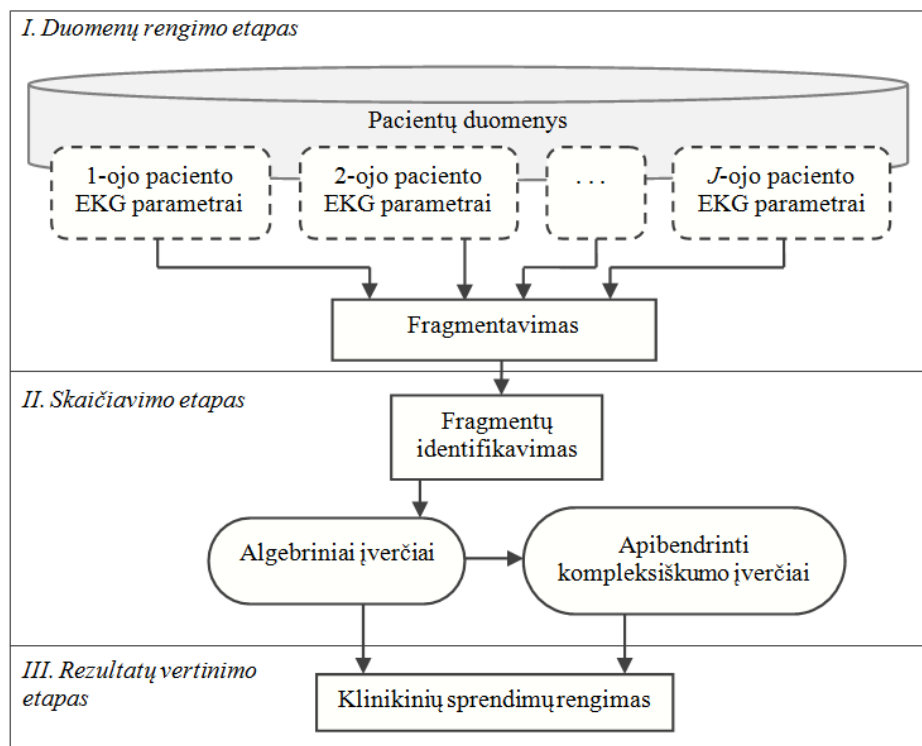 I. Duomenų rengimo etapas
Pacientų duomenys
1-ojo paciento
EKG parametrai
2-ojo paciento
EKG parametrai
. . .
J-ojo paciento
EKG parametrai
Fragmentavimas
II. Skaičiavimo etapas
Fragmentų
identifikavimas
Algebriniai įverčiai
Apibendrinti
kompleksiškumo įverčiai
III. Rezultatų vertinimo
etapas
Klinikinių sprendimų rengimas